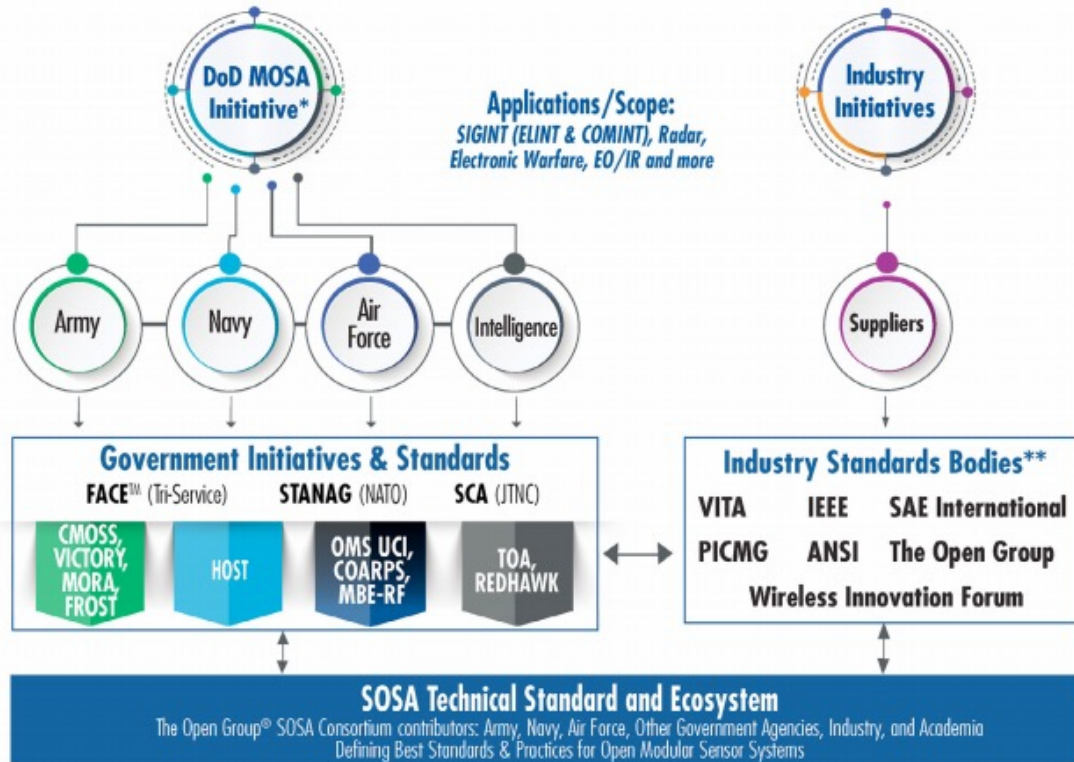 DoD MOSA
Initiative*
Applications/Scope:
SIGINT (ELINT & COMINT), Radar,
Electronic Warfare, EO/IR and more
Industry
Initiatives
Army
Navy
Air
Force
Intelligence
Suppliers
Government Initiatives & Standards
FACE™ (Tri-Service) STANAG (NATO) SCA (JTNC)
CMOSS,
VICTORY,
MORA,
FROST
HOST
OMS UCI,
COARPS,
MBE-RF
TOA,
REDHAWK
Industry Standards Bodies**
VITA IEEE SAE International
PICMG ANSI The Open Group
Wireless Innovation Forum
SOSA Technical Standard and Ecosystem
The Open Group® SOSA Consortium contributors: Army, Navy, Air Force, Other Government Agencies, Industry, and Academia
Defining Best Standards & Practices for Open Modular Sensor Systems